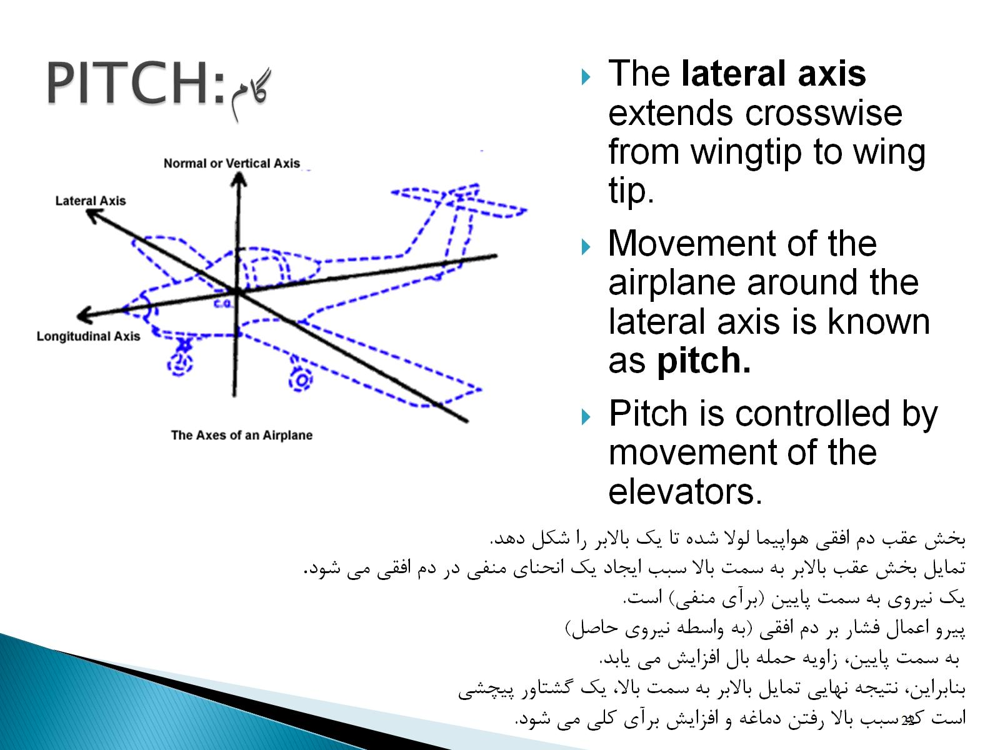 PITCH:گام
Normal or Vertical Axis
Lateral Axis
C.G.
Longitudinal Axis
The Axes of an Airplane
The lateral axis
extends crosswise
from wingtip to wing
tip.
Movement of the
airplane around the
lateral axis is known
as pitch.
Pitch is controlled by
movement of the
elevators.
بخش عقب دم افقی هواپیما لولا شده تا یک بالابر را شکل دهد.
تمایل بخش عقب بالابر به سمت بالا سبب ایجاد یک انحنای منفی در دم افقی می شود.
یک نیروی به سمت پایین (برآی منفی) است.
پیرو اعمال فشار بر دم افقی (به واسطه نیروی حاصل)
به سمت پایین، زاویه حمله بال افزایش می یابد.
بنابراین، نتیجه نهایی تمایل بالابر به سمت بالا، یک گشتاور پیچشی
است که سبب بالا رفتن دماغه و افزایش برآی کلی می شود.
22